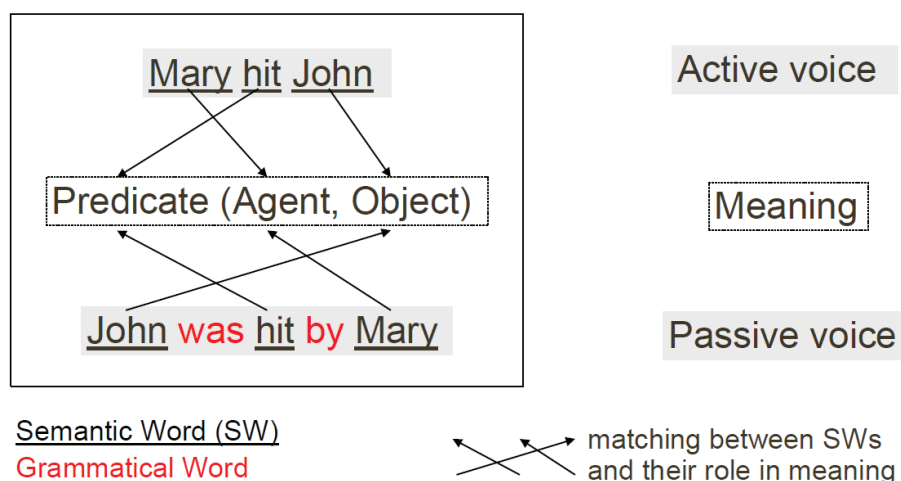 Mary hit John
Active voice
Predicate (Agent, Object)
Meaning
John was hit by Mary
Passive voice
Semantic Word (SW)
Grammatical Word
matching between SWs
and their role in meaning